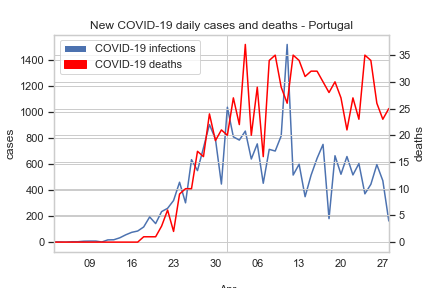 New COVID-19 daily cases and deaths - Portugal
COVID-19 infections
COVID-19 deaths
cases
1400
1200
1000
800
600
400
200
0
deaths
35
30
25
20
15
10
5
0
09 16 23 30 06 13 20 27
Apr